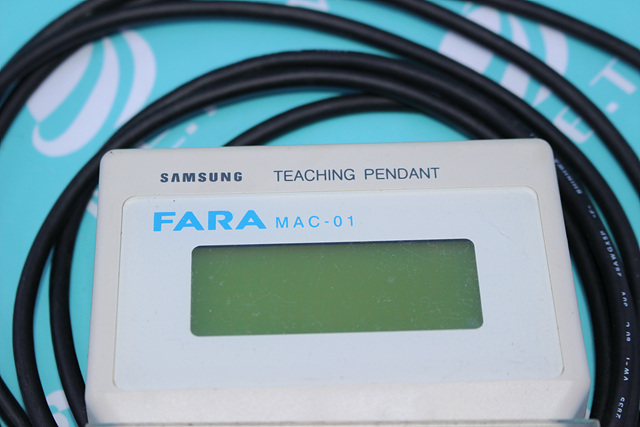 SAMSUNG TEACHING PENDANT
FARA MAC-01